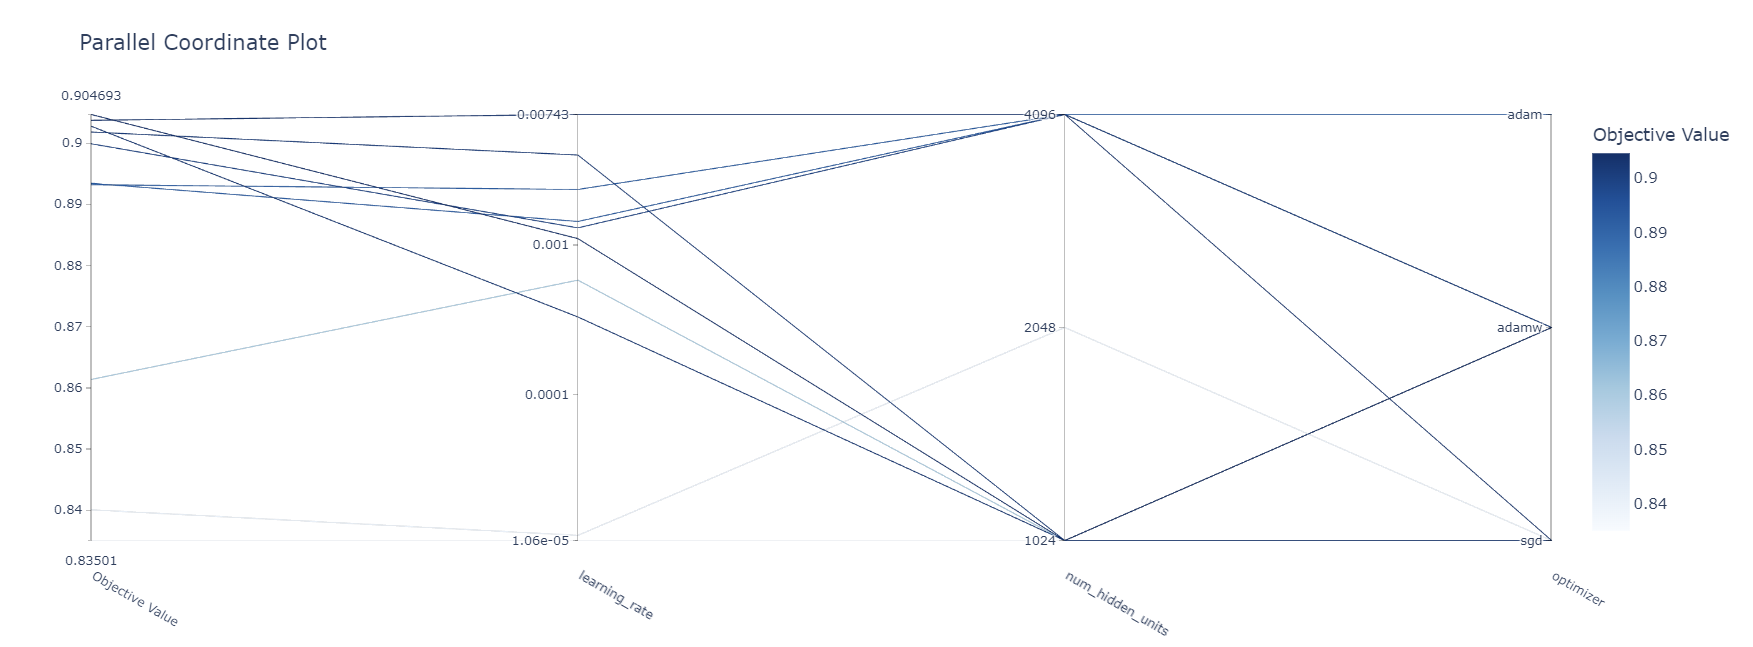 Parallel Coordinate Plot
0.904693
0.9
0.89
0.88
0.87
0.86
0.85
0.84
0.83501
Objective Value
0.00743
0.001
0.0001
1.06e-05
learning_rate
4096
2048
1024
num_hidden_units
adam
adamw
sgd
optimizer
Objective Value
0.9
0.89
0.88
0.87
0.86
0.85
0.84